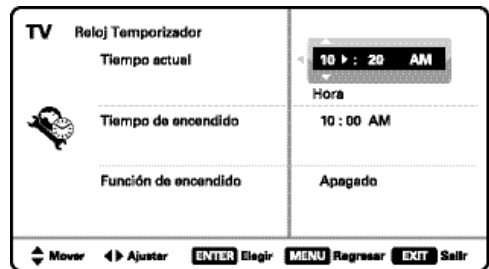 TV Reloj Temporizador
Tiempo actual 10 : 20 AM
Hora
Tiempo de encendido 10 : 00 AM
Función de encendido Apagado
Mover Ajustar ENTER Elegir MENU Regresar EXIT Salir